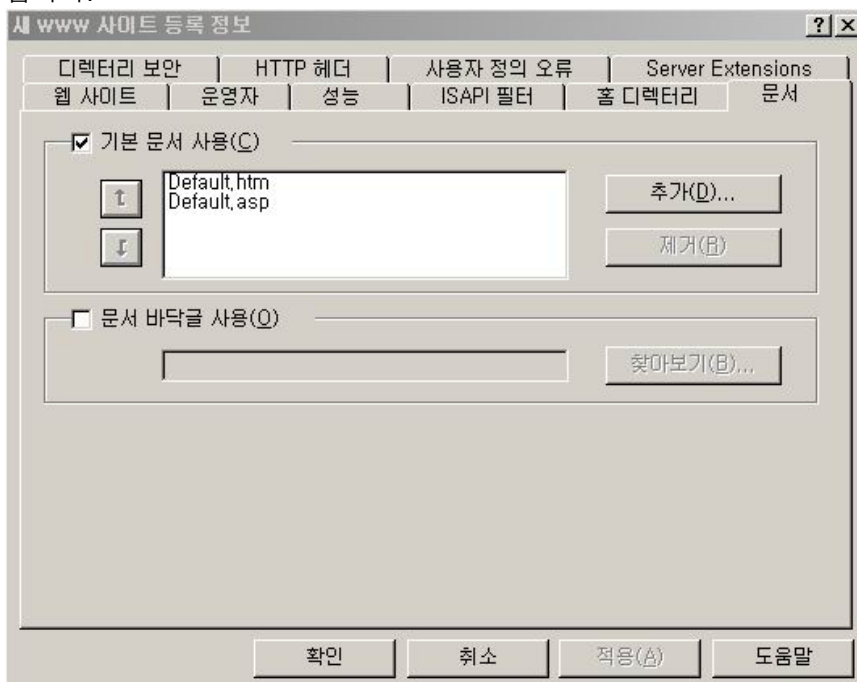 새 www 사이트 등록 정보
디렉터리 보안 HTTP 헤더 사용자 정의 오류 Server Extensions
웹 사이트 운영자 성능 ISAPI 필터 홈 디렉터리 문서
기본 문서 사용(C)
Default.htm
Default.asp
추가(D)...
제거(R)
문서 바닥글 사용(O)
찾아보기(B)...
확인 취소 적용(A) 도움말